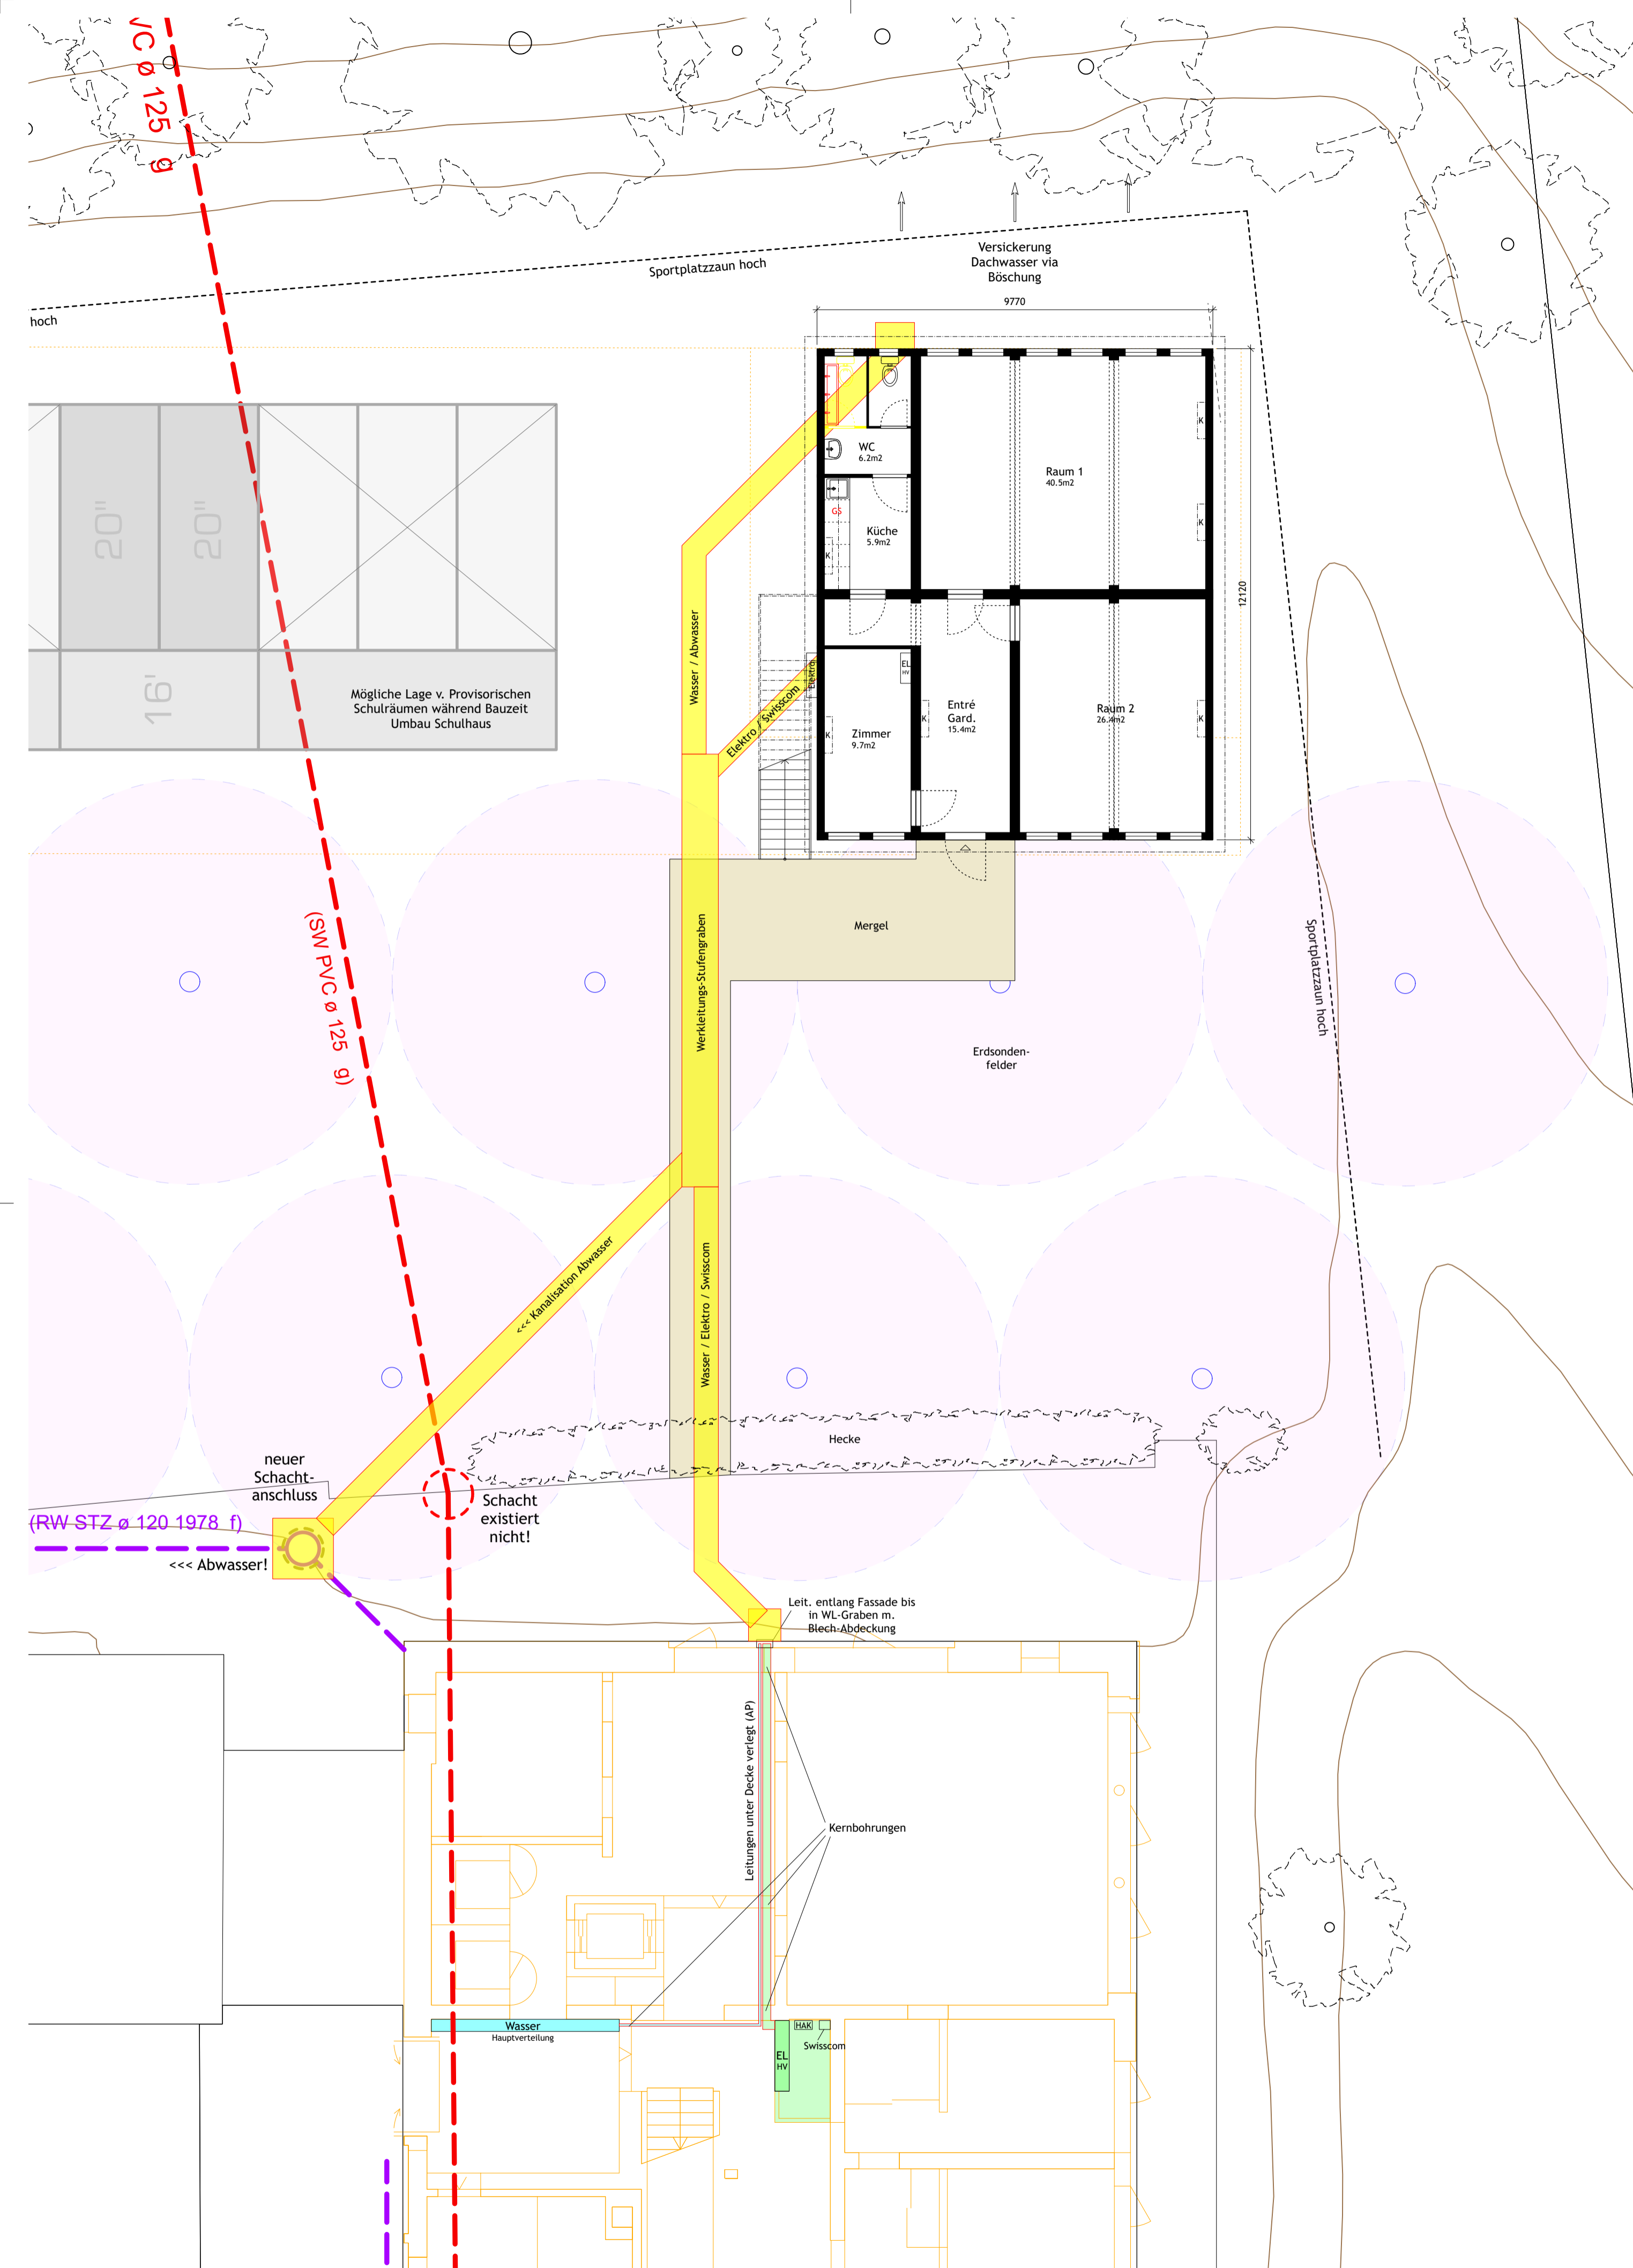 VC ø 125 g
Sportplatzzaun hoch
Versickerung
Dachwasser via
Böschung
hoch
9770
WC
6.2m2
Raum 1
40.5m2
K
K
GS
Küche
5.9m2
K
20"
20"
12120
Wasser / Abwasser
16'
Mögliche Lage v. Provisorischen
Schulräumen während Bauzeit
Umbau Schulhaus
Elektro / Swisscom
Elektro
EL
HV
Zimmer
9.7m2
K
Entré
Gard.
15.4m2
K
Raum 2
26.4m2
K
Mergel
Werkleitungs-Stufengraben
(SW PVC ø 125 g)
Sportplatzzaun hoch
Erdsonden-
felder
<<< Kanalisation Abwasser
Wasser / Elektro / Swisscom
Hecke
neuer
Schacht-
anschluss
Schacht
existiert
nicht!
(RW STZ ø 120 1978 f)
<<< Abwasser!
Leit. entlang Fassade bis
in WL-Graben m.
Blech-Abdeckung
Leitungen unter Decke verlegt (AP)
Kernbohrungen
Wasser
Hauptverteilung
HAK
Swisscom
EL
HV